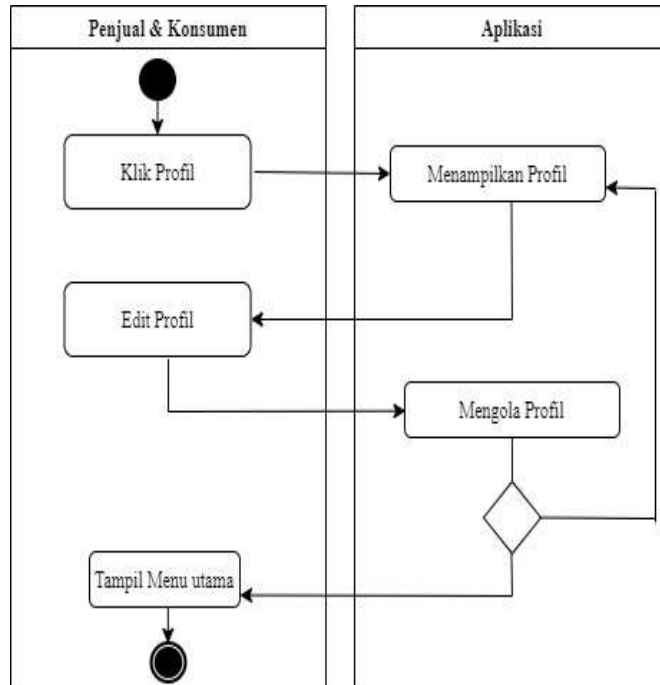 Penjual & Konsumen
Aplikasi
Klik Profil
Menampilkan Profil
Edit Profil
Mengola Profil
Tampil Menu utama